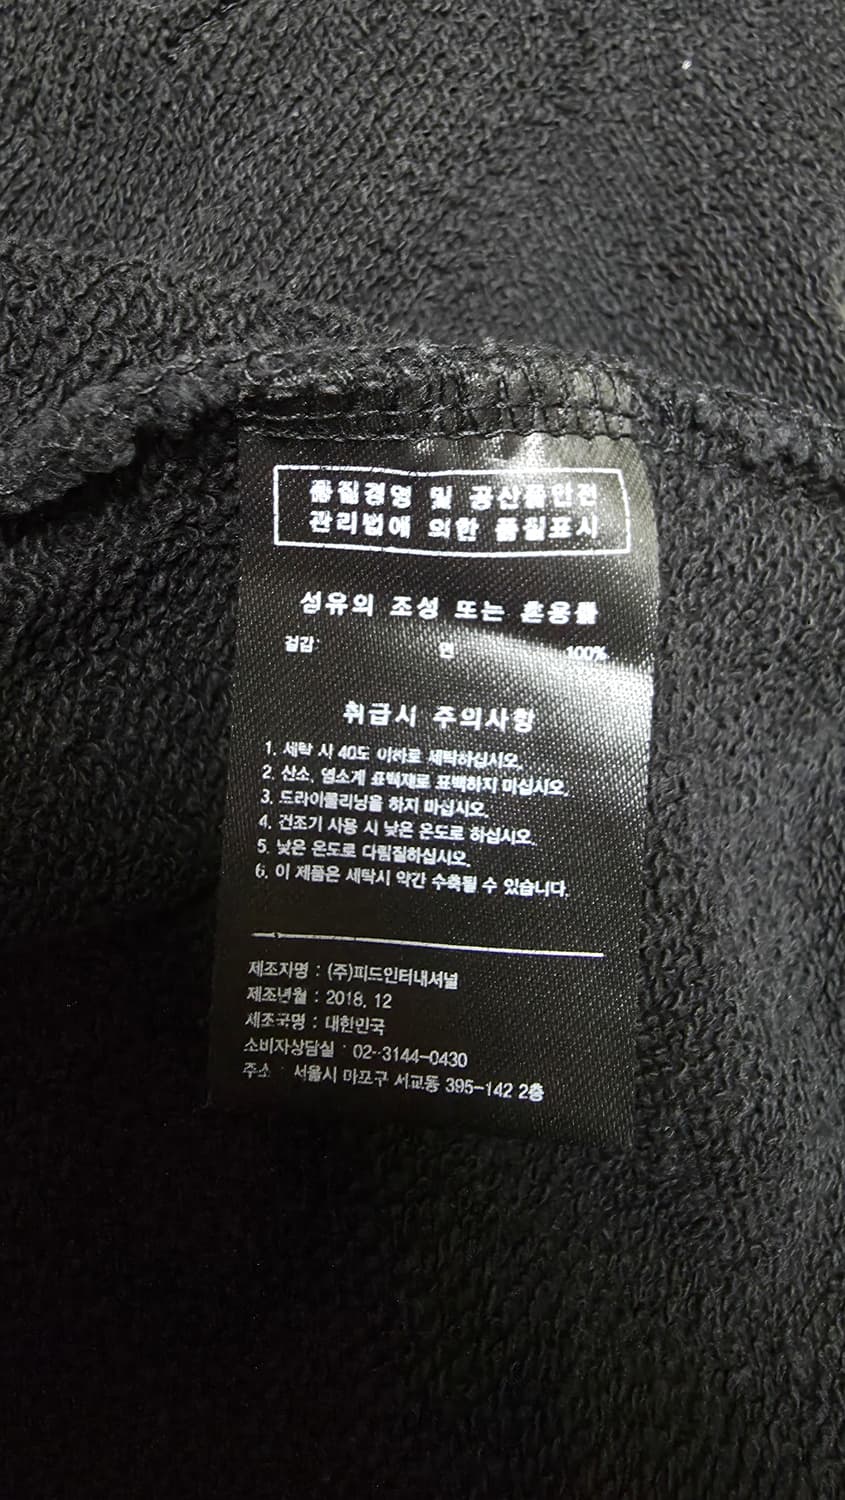 품질경영 및 공산품안전
관리법에 의한 품질표시
섬유의 조성 또는 혼용률
겉감: 면 100%
취급시 주의사항
1. 세탁 시 40도 이하로 세탁하십시오.
2. 산소, 염소계 표백재로 표백하지 마십시오.
3. 드라이클리닝을 하지 마십시오.
4. 건조기 사용 시 낮은 온도로 하십시오.
5. 낮은 온도로 다림질하십시오.
6. 이 제품은 세탁시 약간 수축될 수 있습니다.
제조자명 : (주)피드인터내셔널
제조년월 : 2018. 12
제조국명 : 대한민국
소비자상담실 : 02-3144-0430
주소 : 서울시 마포구 서교동 395-142 2층